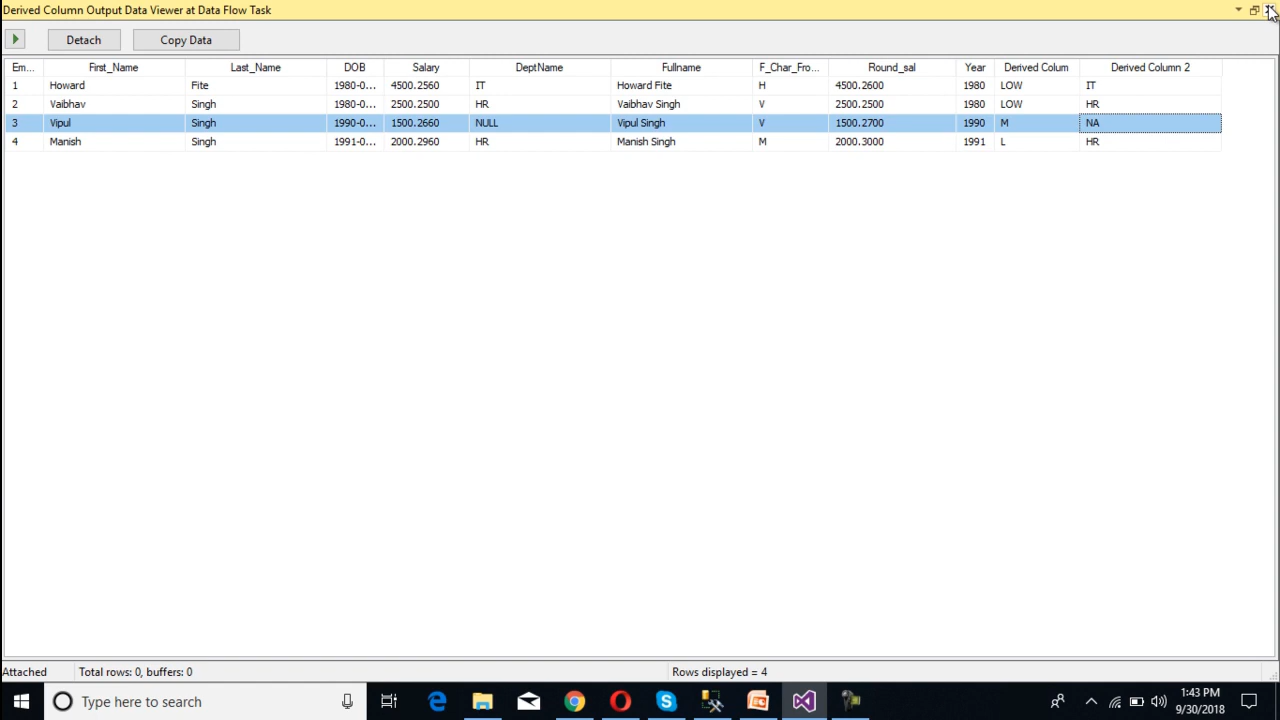 Derived Column Output Data Viewer at Data Flow Task
Detach Copy Data
Em... First_Name Last_Name DOB Salary DeptName Fullname F_Char_Fro... Round_sal Year Derived Colum Derived Column 2
1 Howard Fite 1980-0... 4500.2560 IT Howard Fite H 4500.2600 1980 LOW IT
2 Vaibhav Singh 1980-0... 2500.2500 HR Vaibhav Singh V 2500.2500 1980 LOW HR
3 Vipul Singh 1990-0... 1500.2660 NULL Vipul Singh V 1500.2700 1990 M NA
4 Manish Singh 1991-0... 2000.2960 HR Manish Singh M 2000.3000 1991 L HR
Attached Total rows: 0, buffers: 0 Rows displayed = 4
Type here to search
1:43 PM
9/30/2018